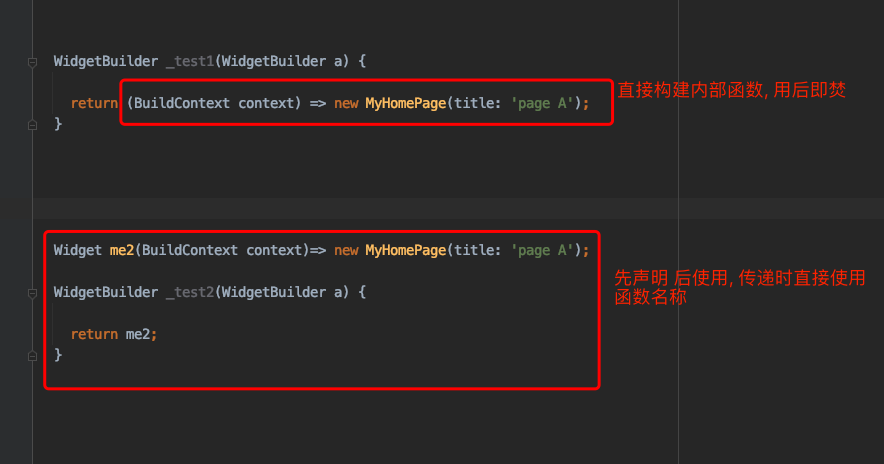 WidgetBuilder _test1(WidgetBuilder a) {
return (BuildContext context) => new MyHomePage(title: 'page A');
直接构建内部函数, 用后即焚
}
Widget me2(BuildContext context)=> new MyHomePage(title: 'page A');
先声明 后使用, 传递时直接使用
函数名称
WidgetBuilder _test2(WidgetBuilder a) {
return me2;
}